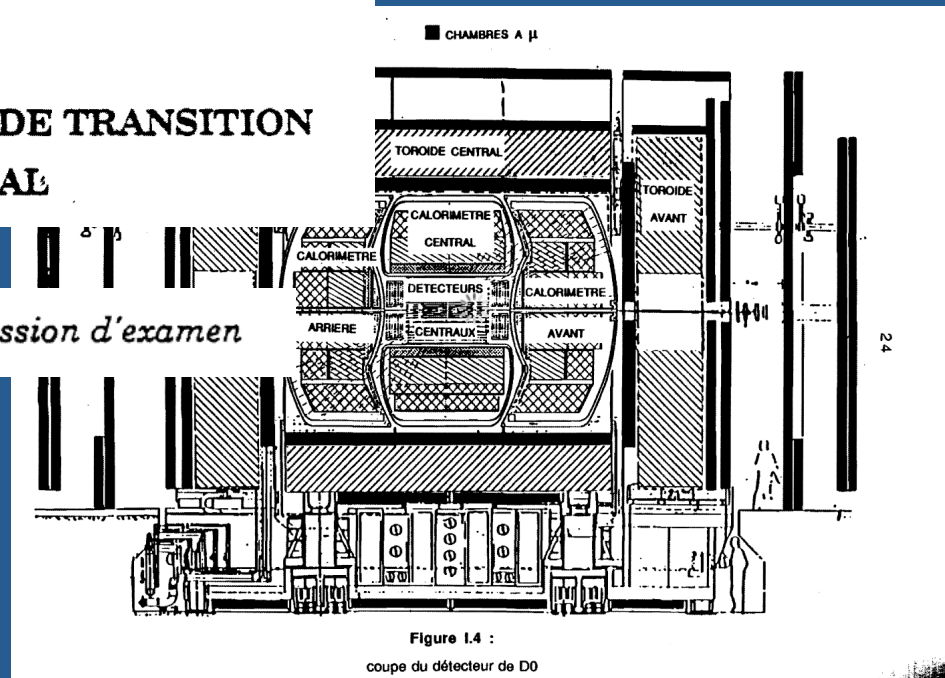 CHAMBRES A μ
DE TRANSITION
AL
TOROIDE CENTRAL
TOROIDE
AVANT
CALORIMETRE
CENTRAL
CALORIMETRE
DETECTEURS
CALORIMETRE
ssion d'examen
ARRIERE
CENTRAUX
AVANT
24
Figure I.4 :
coupe du détecteur de D0